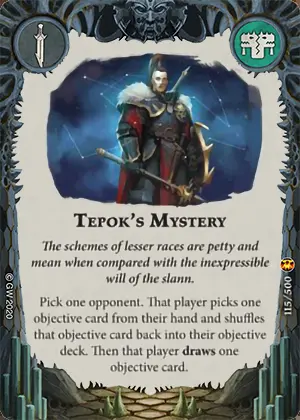 TEPOK'S MYSTERY
The schemes of lesser races are petty and
mean when compared with the inexpressible
will of the slann.
Pick one opponent. That player picks one
objective card from their hand and shuffles
that objective card back into their objective
deck. Then that player draws one
objective card.
© GW 2020
115/500